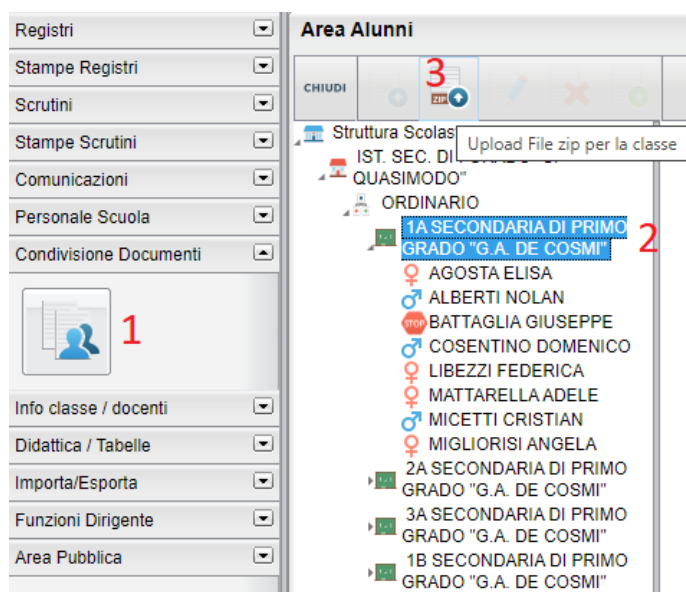 Registri
Stampe Registri
Scrutini
Stampe Scrutini
Comunicazioni
Personale Scuola
Condivisione Documenti
1
Info classe / docenti
Didattica / Tabelle
Importa/Esporta
Funzioni Dirigente
Area Pubblica
Area Alunni
CHIUDI
3
ZIP
Upload File zip per la classe
Struttura Scolas
IST. SEC. DI
QUASIMODO"
ORDINARIO
1A SECONDARIA DI PRIMO
GRADO "G.A. DE COSMI"
2
AGOSTA ELISA
ALBERTI NOLAN
STOP
BATTAGLIA GIUSEPPE
COSENTINO DOMENICO
LIBEZZI FEDERICA
MATTARELLA ADELE
MICETTI CRISTIAN
MIGLIORISI ANGELA
2A SECONDARIA DI PRIMO
GRADO "G.A. DE COSMI"
3A SECONDARIA DI PRIMO
GRADO "G.A. DE COSMI"
1B SECONDARIA DI PRIMO
GRADO "G.A. DE COSMI"